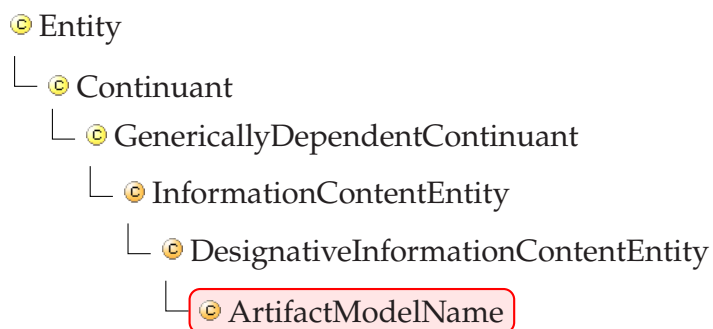 C Entity
C Continuant
C GenericallyDependentContinuant
C InformationContentEntity
C DesignativeInformationContentEntity
C ArtifactModelName